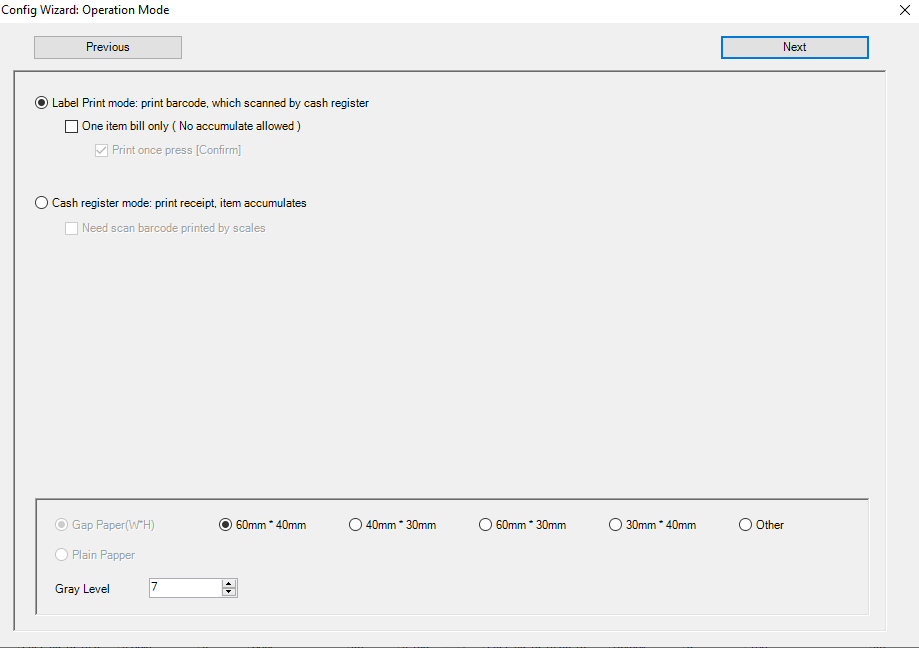 Config Wizard: Operation Mode
Previous
Next
Label Print mode: print barcode, which scanned by cash register
One item bill only ( No accumulate allowed )
Print once press [Confirm]
Cash register mode: print receipt, item accumulates
Need scan barcode printed by scales
Gap Paper(W*H) 60mm * 40mm 40mm * 30mm 60mm * 30mm 30mm * 40mm Other
Plain Papper
Gray Level 7